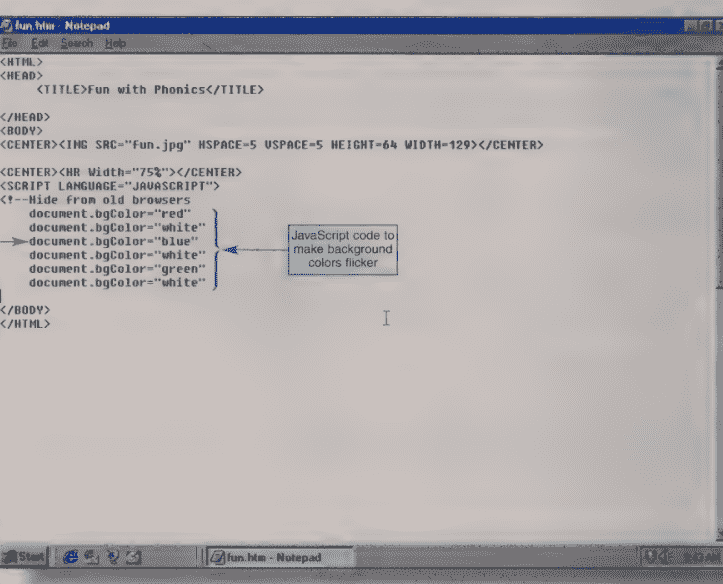 fun.htm - Notepad
File Edit Search Help
<HTML>
<HEAD>
<TITLE>Fun with Phonics</TITLE>
</HEAD>
<BODY>
<CENTER><IMG SRC="fun.jpg" HSPACE=5 VSPACE=5 HEIGHT=64 WIDTH=129></CENTER>
<CENTER><HR Width="75%"></CENTER>
<SCRIPT LANGUAGE="JAVASCRIPT">
<!--Hide from old browsers
document.bgColor="red"
document.bgColor="white"
document.bgColor="blue"
document.bgColor="white"
document.bgColor="green"
document.bgColor="white"
JavaScript code to
make background
colors flicker
</BODY>
</HTML>
Start
fun.htm - Notepad